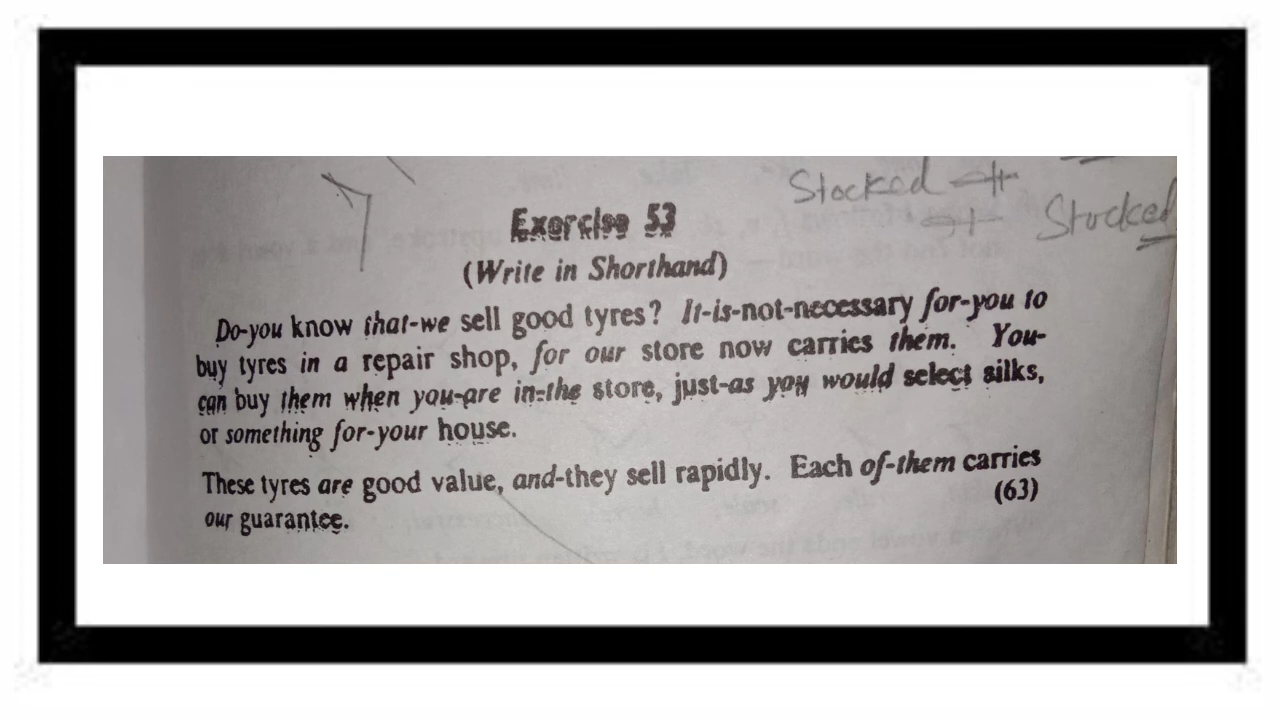 Stocked
Stocked
Exercise 53
(Write in Shorthand)
Do-you know that-we sell good tyres? It-is-not-necessary for-you to
buy tyres in a repair shop, for our store now carries them. You-
can buy them when you-are in-the store, just-as you would select silks,
or something for-your house.
These tyres are good value, and-they sell rapidly. Each of-them carries
our guarantee. (63)